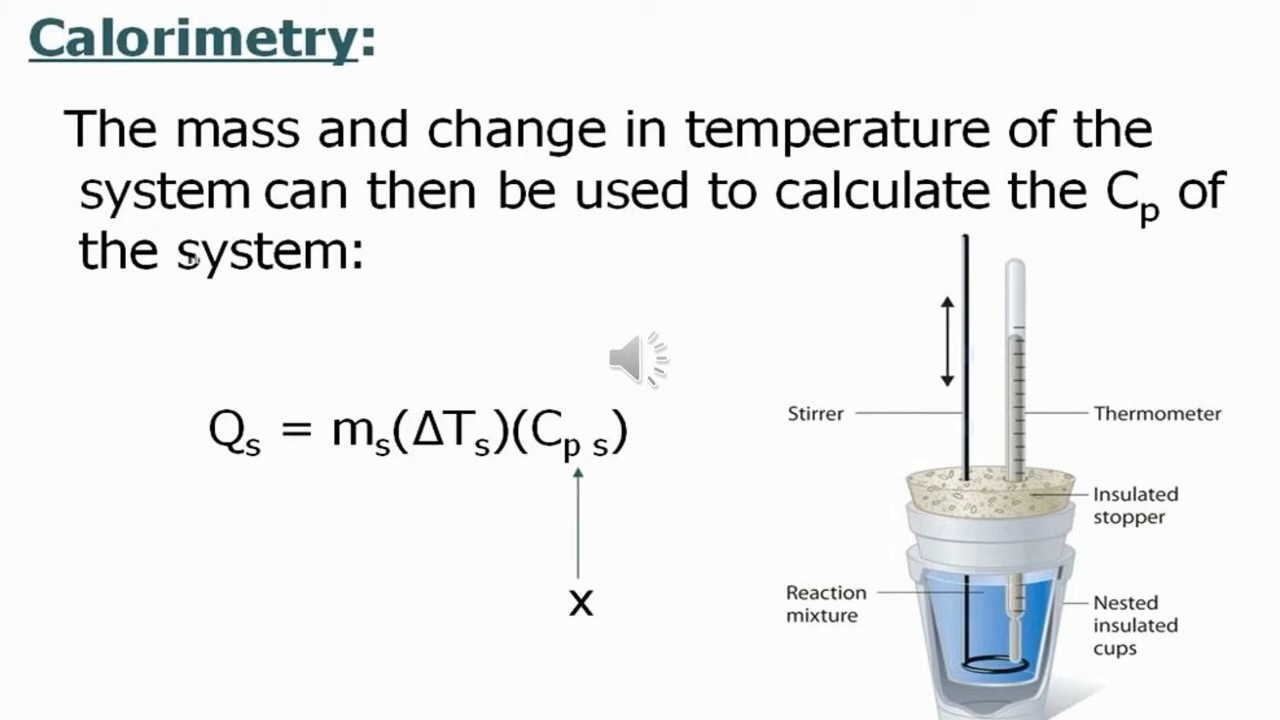 Calorimetry:
The mass and change in temperature of the
system can then be used to calculate the Cp of
the system:
Qs = ms(ΔTs)(Cp s)
x
Stirrer
Thermometer
Insulated
stopper
Reaction
mixture
Nested
insulated
cups